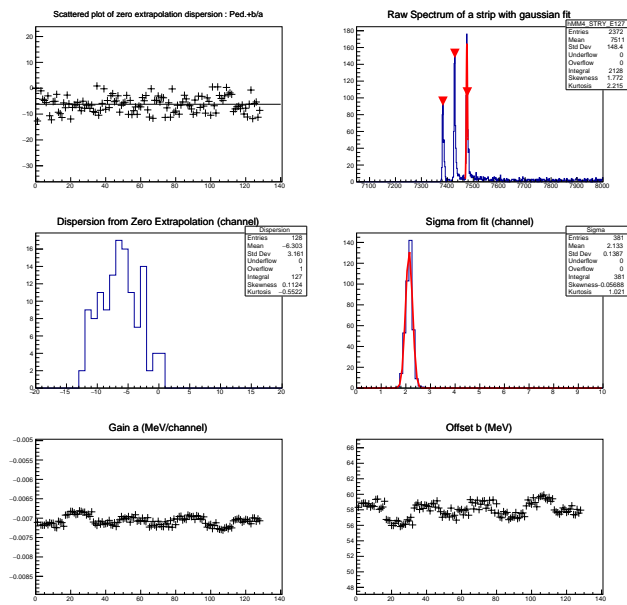 Scattered plot of zero extrapolation dispersion : Ped.+b/a
20
10
0
−10
−20
−30
0 20 40 60 80 100 120 140
Raw Spectrum of a strip with gaussian fit
hMM4_STRY_E127
Entries 2372
Mean 7511
Std Dev 148.4
Underflow 0
Overflow 0
Integral 2128
Skewness 1.772
Kurtosis 2.215
180
160
140
120
100
80
60
40
20
0
7100 7200 7300 7400 7500 7600 7700 7800 7900 8000
Dispersion from Zero Extrapolation (channel)
Dispersion
Entries 128
Mean −6.303
Std Dev 3.161
Underflow 0
Overflow 1
Integral 127
Skewness 0.1124
Kurtosis −0.5522
16
14
12
10
8
6
4
2
0
−20 −15 −10 −5 0 5 10 15 20
Sigma from fit (channel)
Sigma
Entries 381
Mean 2.133
Std Dev 0.1387
Underflow 0
Overflow 0
Integral 381
Skewness −0.05688
Kurtosis 1.021
140
120
100
80
60
40
20
0
0 1 2 3 4 5 6 7 8 9 10
Gain a (MeV/channel)
−0.005
−0.0055
−0.006
−0.0065
−0.007
−0.0075
−0.008
−0.0085
0 20 40 60 80 100 120 140
Offset b (MeV)
66
64
62
60
58
56
54
52
50
48
0 20 40 60 80 100 120 140